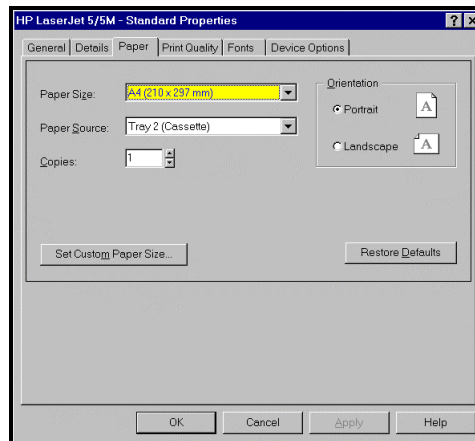 HP LaserJet 5/5M - Standard Properties
General Details Paper Print Quality Fonts Device Options
Paper Size: A4 (210 x 297 mm)
Orientation
Portrait A
Paper Source: Tray 2 (Cassette)
Landscape A
Copies: 1
Set Custom Paper Size... Restore Defaults
OK Cancel Apply Help